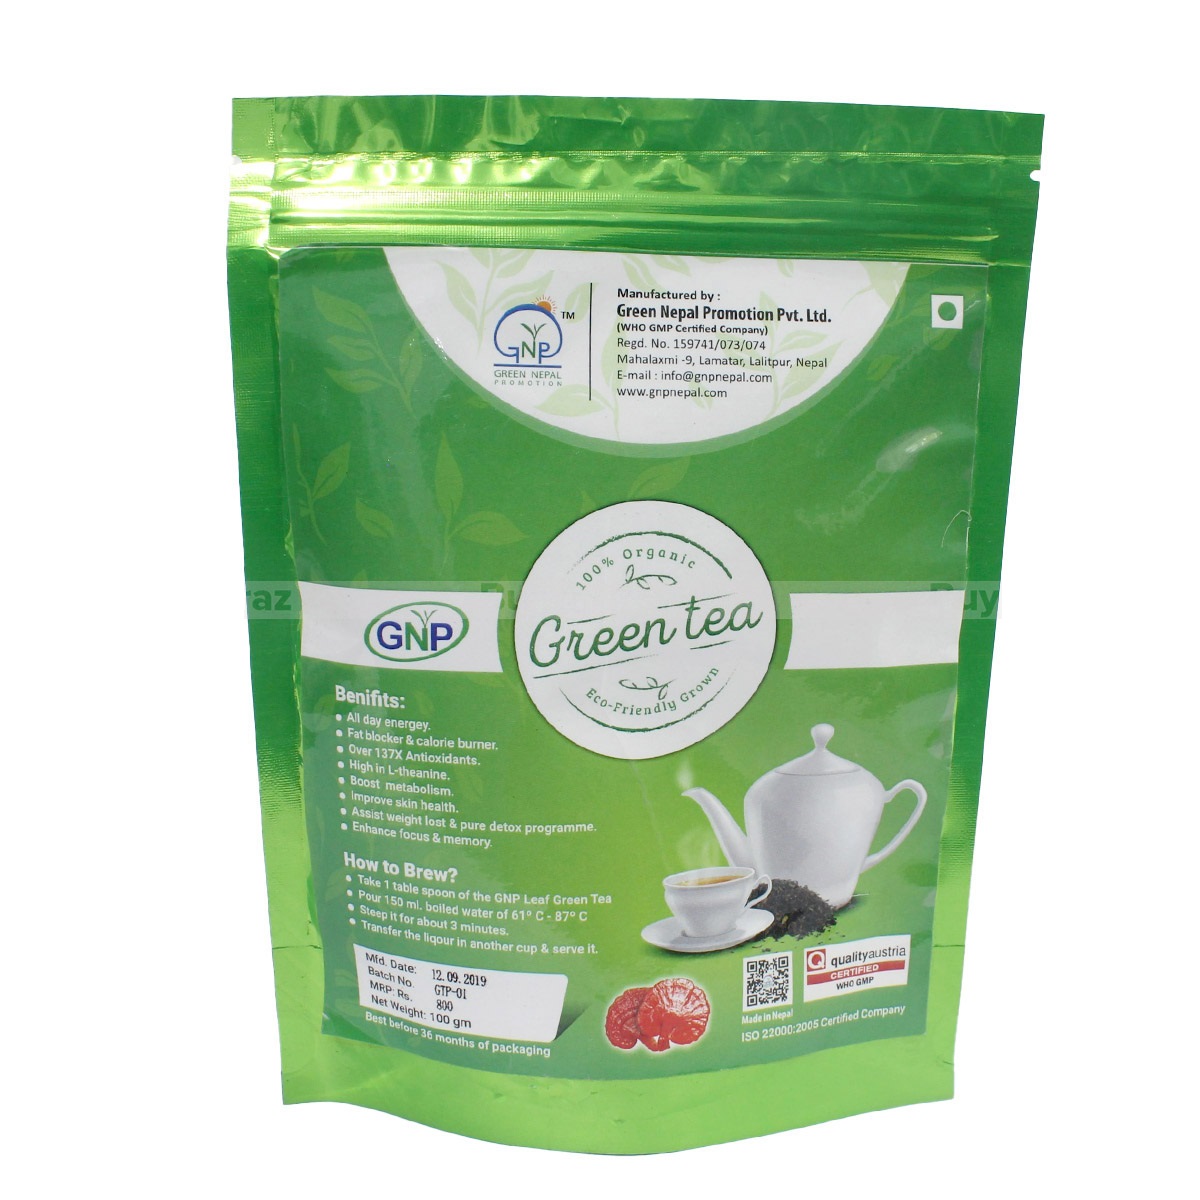 GNP
TM
GREEN NEPAL
PROMOTION
Manufactured by :
Green Nepal Promotion Pvt. Ltd.
(WHO GMP Certified Company)
Regd. No. 159741/073/074
Mahalaxmi -9, Lamatar, Lalitpur, Nepal
E-mail : info@gnpnepal.com
www.gnpnepal.com
100% Organic
Green tea
Eco-Friendly Grown
raz
Buy
GNP
Benifits:
• All day energey.
• Fat blocker & calorie burner.
• Over 137X Antioxidants.
• High in L-theanine.
• Boost metabolism.
• Improve skin health.
• Assist weight lost & pure detox programme.
• Enhance focus & memory.
How to Brew?
• Take 1 table spoon of the GNP Leaf Green Tea
• Pour 150 ml. boiled water of 61° C - 87° C
• Steep it for about 3 minutes.
• Transfer the liqour in another cup & serve it.
Mfd. Date: 12.09.2019
Batch No. GTP-01
MRP: Rs. 800
Net Weight: 100 gm
Best before 36 months of packaging
Made in Nepal
Q qualityaustria
CERTIFIED
WHO GMP
ISO 22000:2005 Certified Company